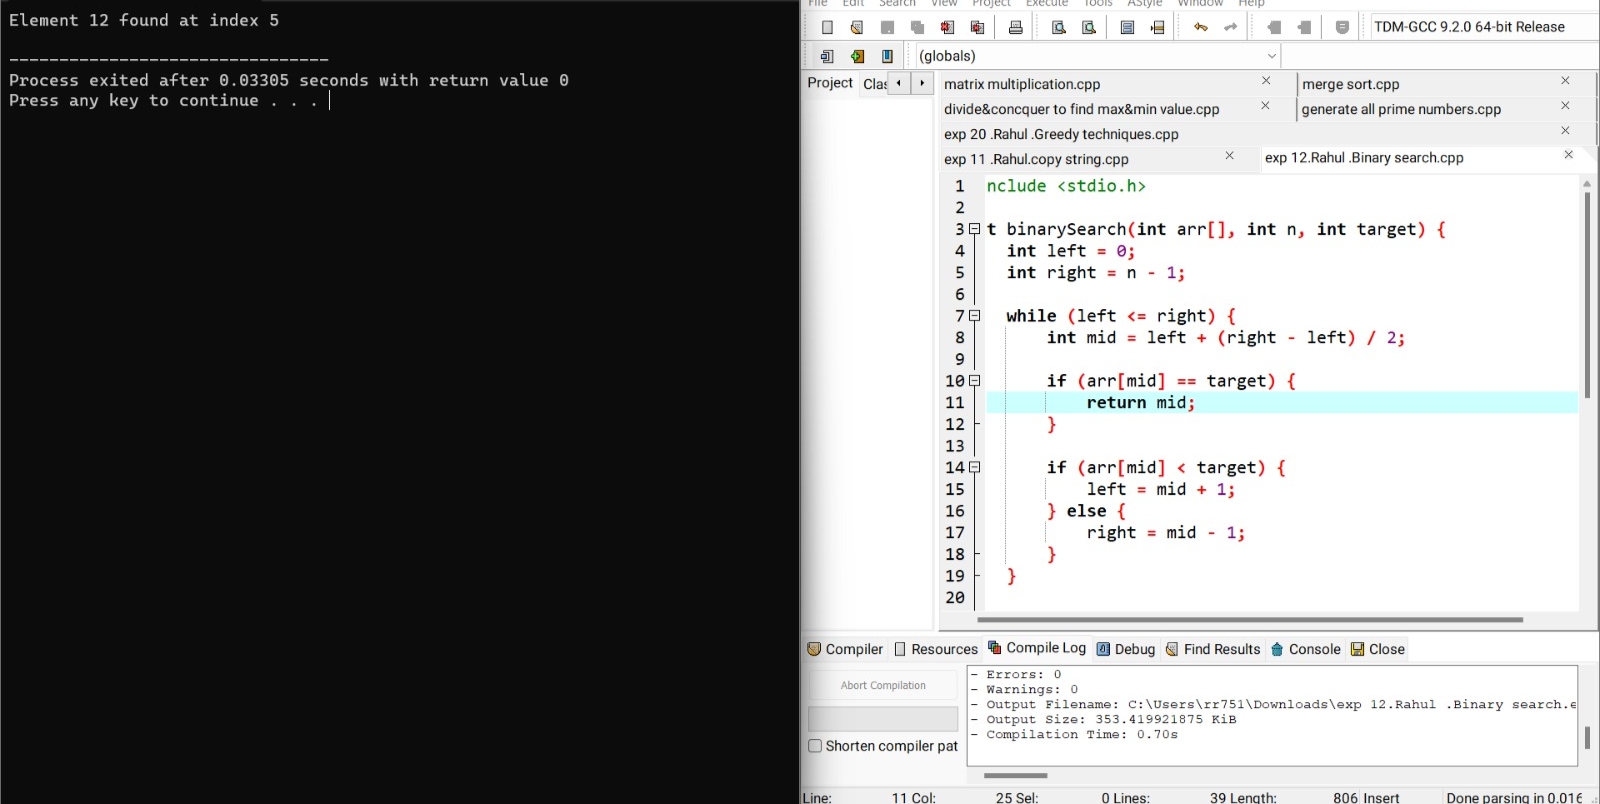 Element 12 found at index 5
--------------------------------
Process exited after 0.03305 seconds with return value 0
Press any key to continue . . .
File Edit Search View Project Execute Tools AStyle Window Help
TDM-GCC 9.2.0 64-bit Release
(globals)
Project Clas
matrix multiplication.cpp
merge sort.cpp
divide&concquer to find max&min value.cpp
generate all prime numbers.cpp
exp 20 .Rahul .Greedy techniques.cpp
exp 11 .Rahul.copy string.cpp
exp 12.Rahul .Binary search.cpp
1 nclude <stdio.h>
2
3 t binarySearch(int arr[], int n, int target) {
4 int left = 0;
5 int right = n - 1;
6
7 while (left <= right) {
8 int mid = left + (right - left) / 2;
9
10 if (arr[mid] == target) {
11 return mid;
12 }
13
14 if (arr[mid] < target) {
15 left = mid + 1;
16 } else {
17 right = mid - 1;
18 }
19 }
20
Compiler Resources Compile Log Debug Find Results Console Close
Abort Compilation
Shorten compiler pat
- Errors: 0
- Warnings: 0
- Output Filename: C:\Users\rr751\Downloads\exp 12.Rahul .Binary search.e
- Output Size: 353.419921875 KiB
- Compilation Time: 0.70s
Line: 11 Col: 25 Sel: 0 Lines: 39 Length: 806 Insert Done parsing in 0.016